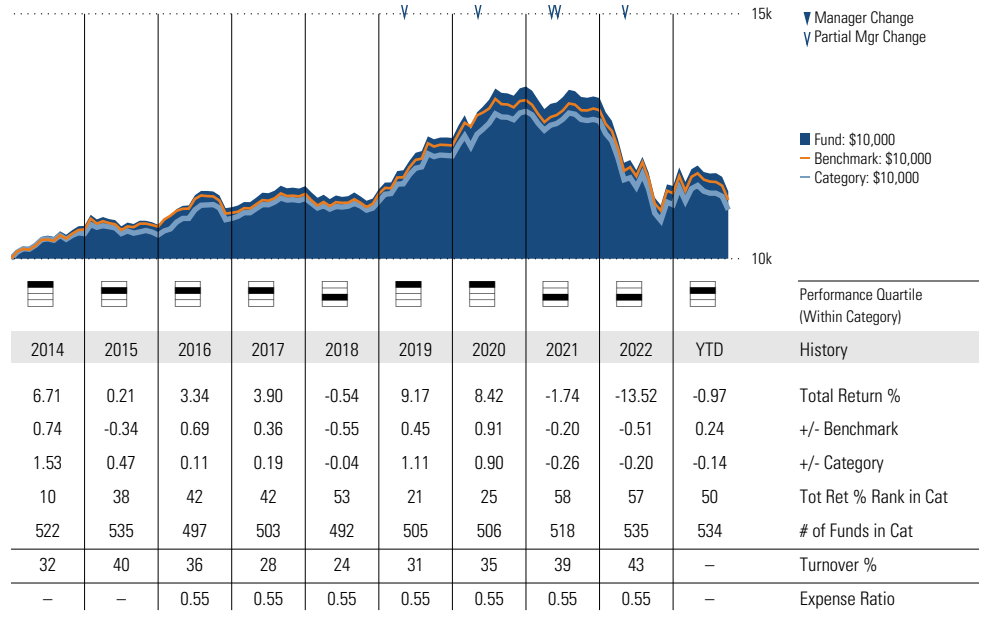 15k
Manager Change
Partial Mgr Change
Fund: $10,000
Benchmark: $10,000
Category: $10,000
10k
Performance Quartile
(Within Category)
2014 2015 2016 2017 2018 2019 2020 2021 2022 YTD History
6.71 0.21 3.34 3.90 -0.54 9.17 8.42 -1.74 -13.52 -0.97 Total Return %
0.74 -0.34 0.69 0.36 -0.55 0.45 0.91 -0.20 -0.51 0.24 +/- Benchmark
1.53 0.47 0.11 0.19 -0.04 1.11 0.90 -0.26 -0.20 -0.14 +/- Category
10 38 42 42 53 21 25 58 57 50 Tot Ret % Rank in Cat
522 535 497 503 492 505 506 518 535 534 # of Funds in Cat
32 40 36 28 24 31 35 39 43 – Turnover %
– – 0.55 0.55 0.55 0.55 0.55 0.55 0.55 – Expense Ratio